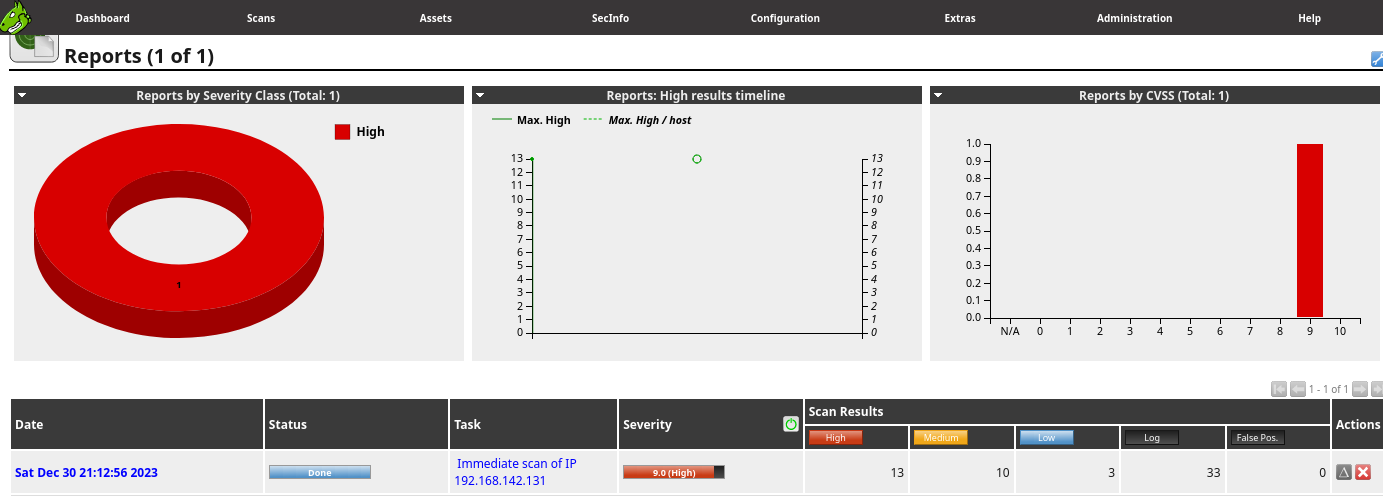 Dashboard Scans Assets SecInfo Configuration Extras Administration Help
Reports (1 of 1)
Reports by Severity Class (Total: 1)
High
1
Reports: High results timeline
Max. High Max. High / host
13 13
12 12
11 11
10 10
9 9
8 8
7 7
6 6
5 5
4 4
3 3
2 2
1 1
0 0
Reports by CVSS (Total: 1)
1.0
0.9
0.8
0.7
0.6
0.5
0.4
0.3
0.2
0.1
0.0
N/A 0 1 2 3 4 5 6 7 8 9 10
1 - 1 of 1
Date Status Task Severity Scan Results Actions
High Medium Low Log False Pos.
Sat Dec 30 21:12:56 2023 Done Immediate scan of IP 9.0 (High) 13 10 3 33 0
192.168.142.131